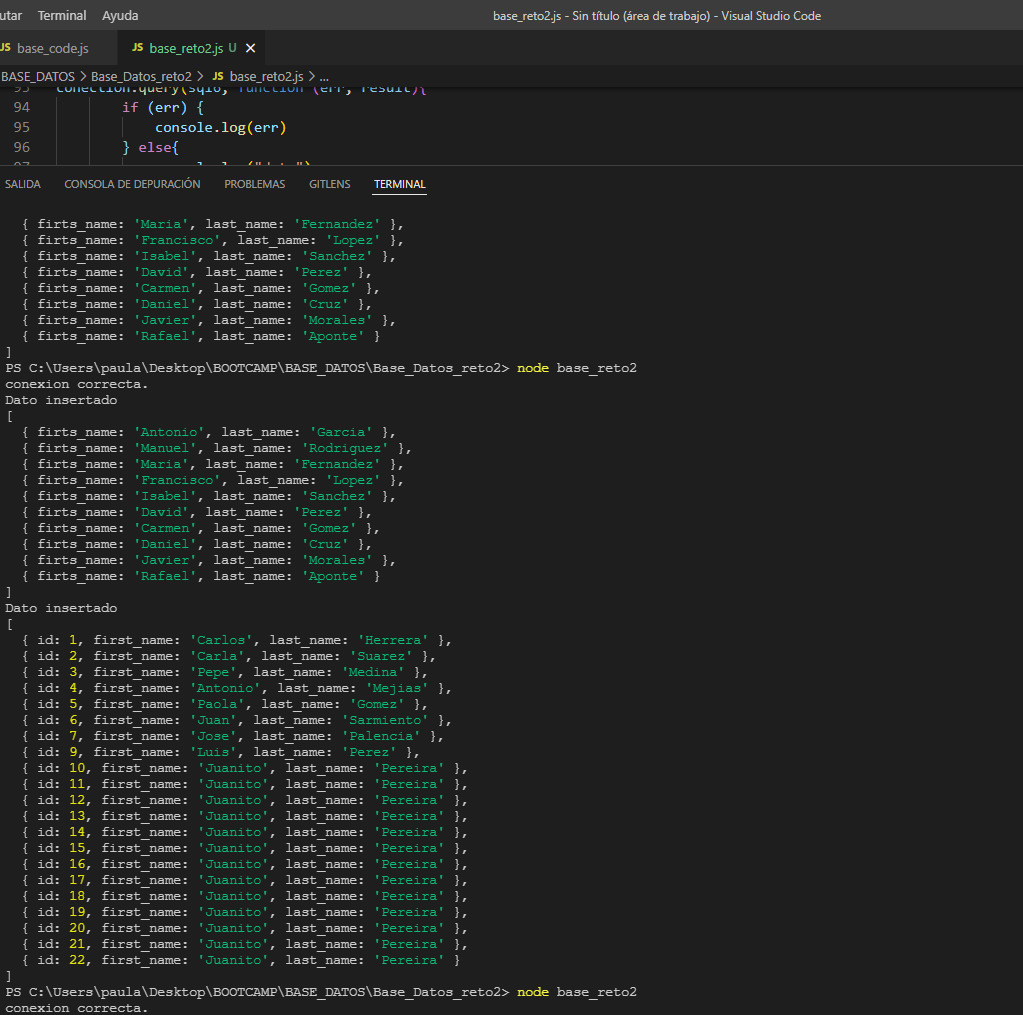 utar Terminal Ayuda base_reto2.js - Sin título (área de trabajo) - Visual Studio Code
JS base_code.js JS base_reto2.js U ✕
BASE_DATOS > Base_Datos_reto2 > JS base_reto2.js > ...
93 conection.query(sql6, function (err, result){
94 if (err) {
95 console.log(err)
96 } else{
SALIDA CONSOLA DE DEPURACIÓN PROBLEMAS GITLENS TERMINAL
{ firts_name: 'Maria', last_name: 'Fernandez' },
{ firts_name: 'Francisco', last_name: 'Lopez' },
{ firts_name: 'Isabel', last_name: 'Sanchez' },
{ firts_name: 'David', last_name: 'Perez' },
{ firts_name: 'Carmen', last_name: 'Gomez' },
{ firts_name: 'Daniel', last_name: 'Cruz' },
{ firts_name: 'Javier', last_name: 'Morales' },
{ firts_name: 'Rafael', last_name: 'Aponte' }
]
PS C:\Users\paula\Desktop\BOOTCAMP\BASE_DATOS\Base_Datos_reto2> node base_reto2
conexion correcta.
Dato insertado
[
{ firts_name: 'Antonio', last_name: 'Garcia' },
{ firts_name: 'Manuel', last_name: 'Rodriguez' },
{ firts_name: 'Maria', last_name: 'Fernandez' },
{ firts_name: 'Francisco', last_name: 'Lopez' },
{ firts_name: 'Isabel', last_name: 'Sanchez' },
{ firts_name: 'David', last_name: 'Perez' },
{ firts_name: 'Carmen', last_name: 'Gomez' },
{ firts_name: 'Daniel', last_name: 'Cruz' },
{ firts_name: 'Javier', last_name: 'Morales' },
{ firts_name: 'Rafael', last_name: 'Aponte' }
]
Dato insertado
[
{ id: 1, first_name: 'Carlos', last_name: 'Herrera' },
{ id: 2, first_name: 'Carla', last_name: 'Suarez' },
{ id: 3, first_name: 'Pepe', last_name: 'Medina' },
{ id: 4, first_name: 'Antonio', last_name: 'Mejias' },
{ id: 5, first_name: 'Paola', last_name: 'Gomez' },
{ id: 6, first_name: 'Juan', last_name: 'Sarmiento' },
{ id: 7, first_name: 'Jose', last_name: 'Palencia' },
{ id: 9, first_name: 'Luis', last_name: 'Perez' },
{ id: 10, first_name: 'Juanito', last_name: 'Pereira' },
{ id: 11, first_name: 'Juanito', last_name: 'Pereira' },
{ id: 12, first_name: 'Juanito', last_name: 'Pereira' },
{ id: 13, first_name: 'Juanito', last_name: 'Pereira' },
{ id: 14, first_name: 'Juanito', last_name: 'Pereira' },
{ id: 15, first_name: 'Juanito', last_name: 'Pereira' },
{ id: 16, first_name: 'Juanito', last_name: 'Pereira' },
{ id: 17, first_name: 'Juanito', last_name: 'Pereira' },
{ id: 18, first_name: 'Juanito', last_name: 'Pereira' },
{ id: 19, first_name: 'Juanito', last_name: 'Pereira' },
{ id: 20, first_name: 'Juanito', last_name: 'Pereira' },
{ id: 21, first_name: 'Juanito', last_name: 'Pereira' },
{ id: 22, first_name: 'Juanito', last_name: 'Pereira' }
]
PS C:\Users\paula\Desktop\BOOTCAMP\BASE_DATOS\Base_Datos_reto2> node base_reto2
conexion correcta.